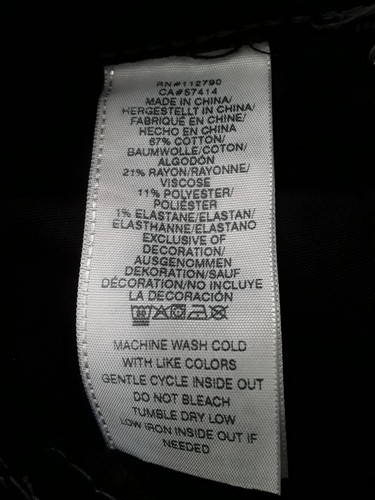 RN#112790
CA#57414
MADE IN CHINA/
HERGESTELLT IN CHINA/
FABRIQUÉ EN CHINE/
HECHO EN CHINA
67% COTTON/
BAUMWOLLE/COTON/
ALGODÓN
21% RAYON/RAYONNE/
VISCOSE
11% POLYESTER/
POLIÉSTER
1% ELASTANE/ELASTAN/
ELASTHANNE/ELASTANO
EXCLUSIVE OF
DECORATION/
AUSGENOMMEN
DEKORATION/SAUF
DÉCORATION/NO INCLUYE
LA DECORACIÓN
MACHINE WASH COLD
WITH LIKE COLORS
GENTLE CYCLE INSIDE OUT
DO NOT BLEACH
TUMBLE DRY LOW
LOW IRON INSIDE OUT IF
NEEDED